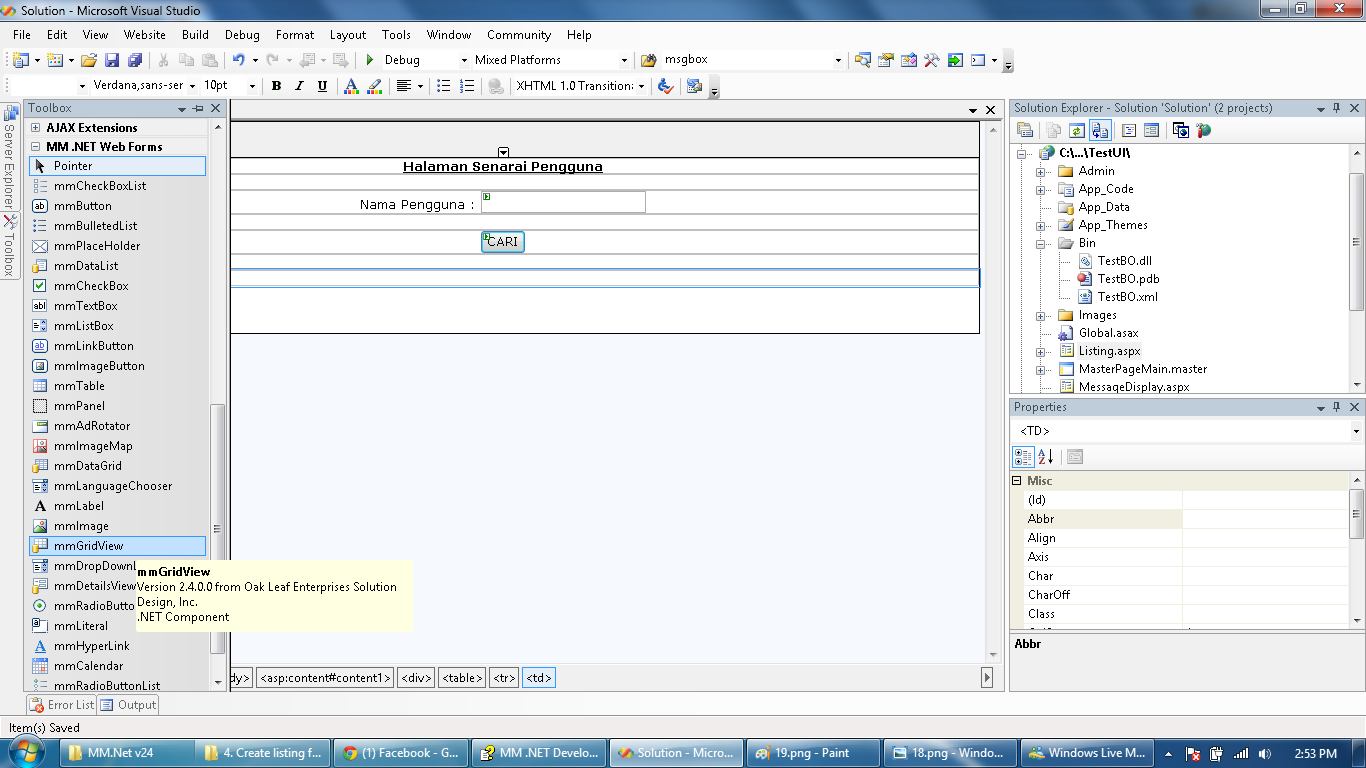 Solution - Microsoft Visual Studio
File Edit View Website Build Debug Format Layout Tools Window Community Help
Debug Mixed Platforms msgbox
Verdana,sans-ser 10pt B I U A XHTML 1.0 Transition
Server Explorer
Toolbox
Toolbox
AJAX Extensions
MM .NET Web Forms
Pointer
mmCheckBoxList
mmButton
mmBulletedList
mmPlaceHolder
mmDataList
mmCheckBox
mmTextBox
mmListBox
mmLinkButton
mmImageButton
mmTable
mmPanel
mmAdRotator
mmImageMap
mmDataGrid
mmLanguageChooser
mmLabel
mmImage
mmGridView
mmDropDownL
mmDetailsView
mmRadioButto
mmLiteral
mmHyperLink
mmCalendar
mmRadioButtonList
mmGridView
Version 2.4.0.0 from Oak Leaf Enterprises Solution
Design, Inc.
.NET Component
Halaman Senarai Pengguna
Nama Pengguna :
CARI
dy> <asp:content#content1> <div> <table> <tr> <td>
Solution Explorer - Solution 'Solution' (2 projects)
C:\...\TestUI\
Admin
App_Code
App_Data
App_Themes
Bin
TestBO.dll
TestBO.pdb
TestBO.xml
Images
Global.asax
Listing.aspx
MasterPageMain.master
MessageDisplay.aspx
Properties
<TD>
Misc
(Id)
Abbr
Align
Axis
Char
CharOff
Class
Abbr
Error List Output
Item(s) Saved
MM.Net v24 4. Create listing f... (1) Facebook - G... MM .NET Develo... Solution - Micro... 19.png - Paint 18.png - Windo... Windows Live M... 2:53 PM